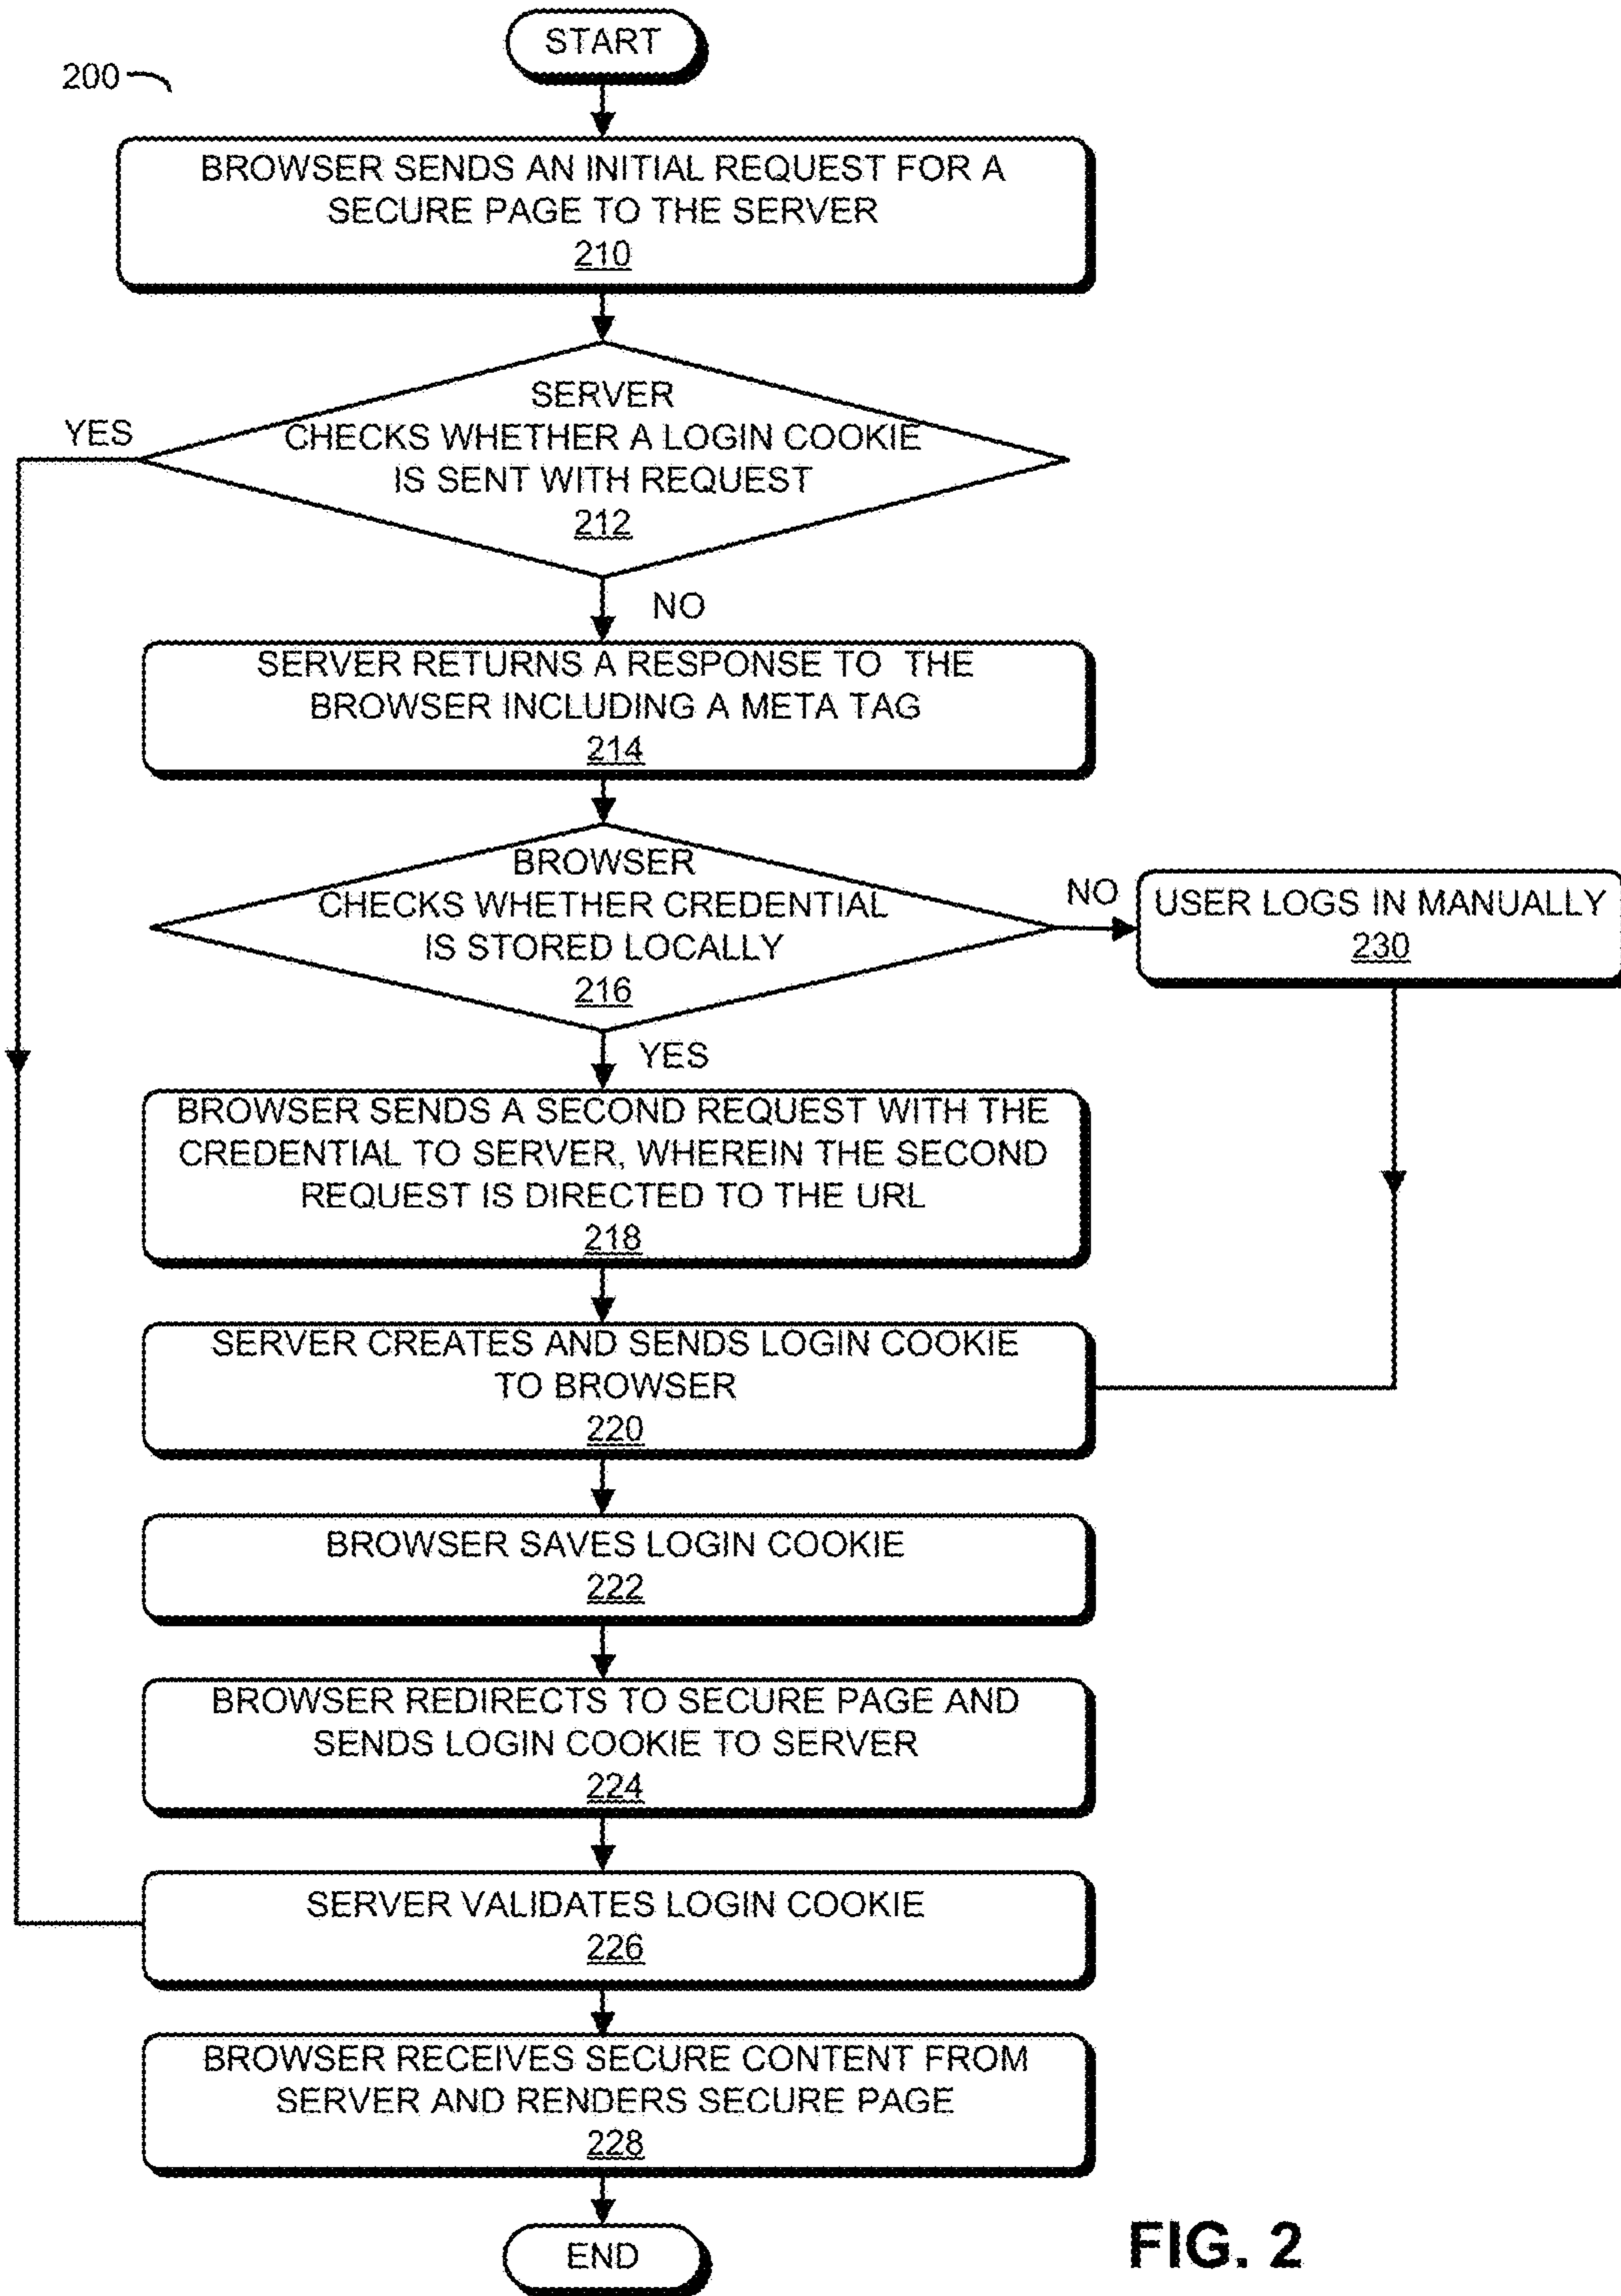 START
200
BROWSER SENDS AN INITIAL REQUEST FOR A
SECURE PAGE TO THE SERVER
210
SERVER
CHECKS WHETHER A LOGIN COOKIE
IS SENT WITH REQUEST
212
YES
NO
SERVER RETURNS A RESPONSE TO THE
BROWSER INCLUDING A META TAG
214
BROWSER
CHECKS WHETHER CREDENTIAL
IS STORED LOCALLY
216
NO
USER LOGS IN MANUALLY
230
YES
BROWSER SENDS A SECOND REQUEST WITH THE
CREDENTIAL TO SERVER, WHEREIN THE SECOND
REQUEST IS DIRECTED TO THE URL
218
SERVER CREATES AND SENDS LOGIN COOKIE
TO BROWSER
220
BROWSER SAVES LOGIN COOKIE
222
BROWSER REDIRECTS TO SECURE PAGE AND
SENDS LOGIN COOKIE TO SERVER
224
SERVER VALIDATES LOGIN COOKIE
226
BROWSER RECEIVES SECURE CONTENT FROM
SERVER AND RENDERS SECURE PAGE
228
END
FIG. 2